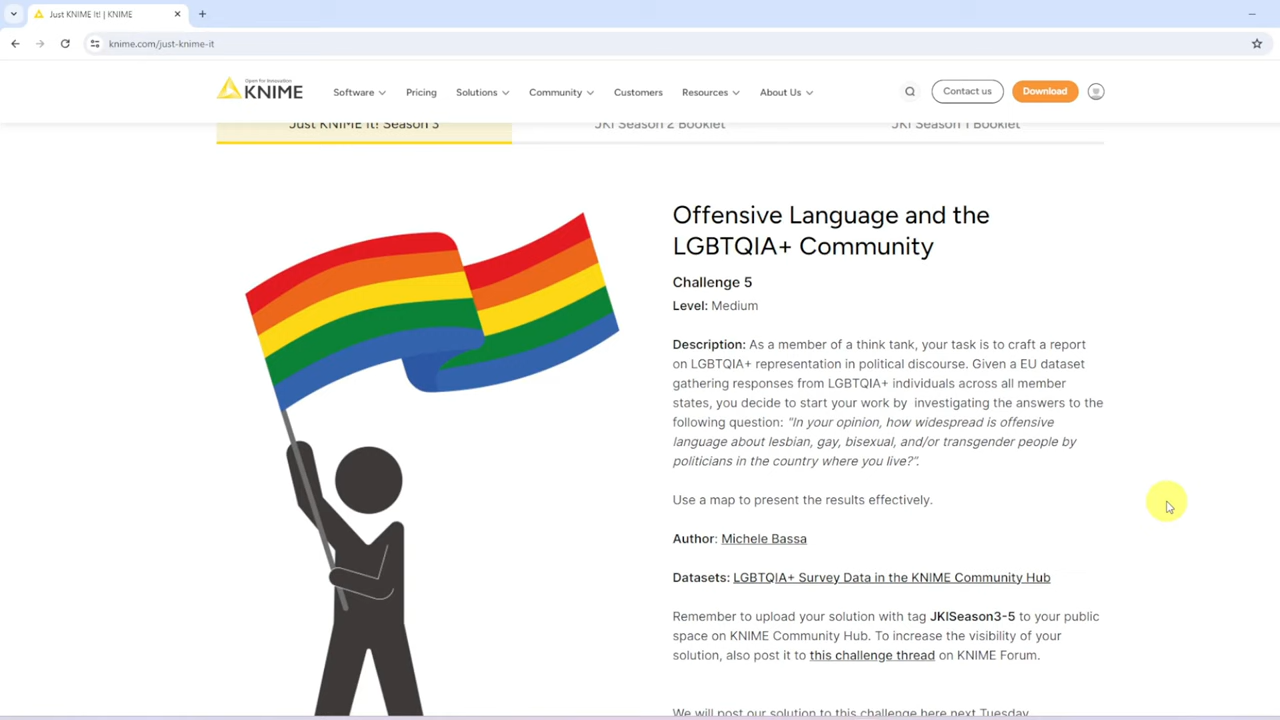 Just KNIME It! | KNIME
knime.com/just-knime-it
Open for Innovation
KNIME
Software
Pricing
Solutions
Community
Customers
Resources
About Us
Contact us
Download
Just KNIME It! Season 3
JKI Season 2 Booklet
JKI Season 1 Booklet
Offensive Language and the
LGBTQIA+ Community
Challenge 5
Level: Medium
Description: As a member of a think tank, your task is to craft a report
on LGBTQIA+ representation in political discourse. Given a EU dataset
gathering responses from LGBTQIA+ individuals across all member
states, you decide to start your work by investigating the answers to the
following question: "In your opinion, how widespread is offensive
language about lesbian, gay, bisexual, and/or transgender people by
politicians in the country where you live?".
Use a map to present the results effectively.
Author: Michele Bassa
Datasets: LGBTQIA+ Survey Data in the KNIME Community Hub
Remember to upload your solution with tag JKISeason3-5 to your public
space on KNIME Community Hub. To increase the visibility of your
solution, also post it to this challenge thread on KNIME Forum.
We will post our solution to this challenge here next Tuesday.